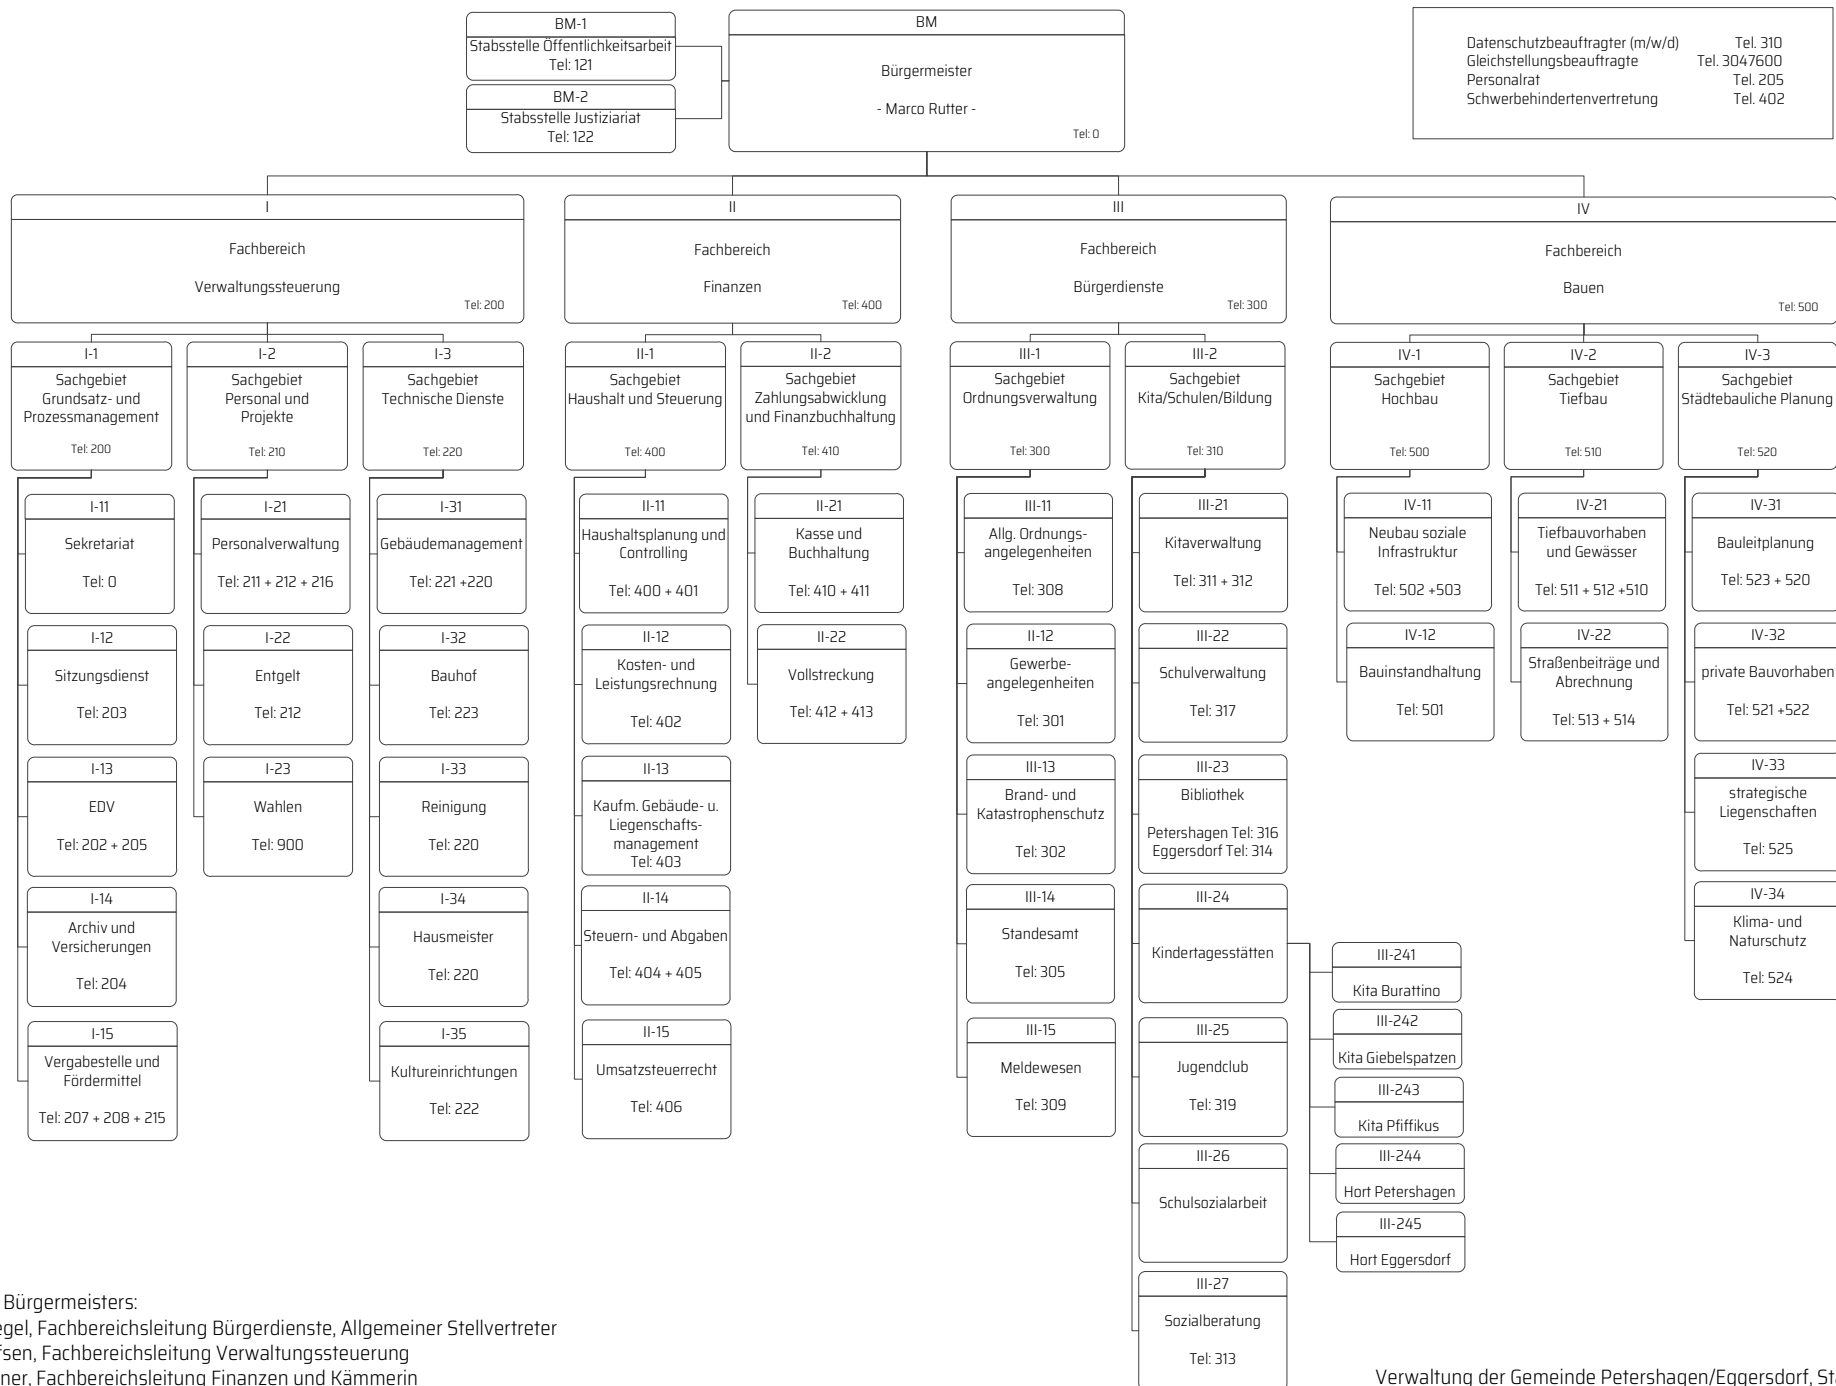 BM-1
Stabsstelle Öffentlichkeitsarbeit
Tel: 121
BM-2
Stabsstelle Justiziariat
Tel: 122
BM
Bürgermeister
- Marco Rutter -
Tel: 0
Datenschutzbeauftragter (m/w/d) Tel. 310
Gleichstellungsbeauftragte Tel. 3047600
Personalrat Tel. 205
Schwerbehindertenvertretung Tel. 402
I
Fachbereich
Verwaltungssteuerung
Tel: 200
II
Fachbereich
Finanzen
Tel: 400
III
Fachbereich
Bürgerdienste
Tel: 300
IV
Fachbereich
Bauen
Tel: 500
I-1
Sachgebiet
Grundsatz- und
Prozessmanagement
Tel: 200
I-2
Sachgebiet
Personal und
Projekte
Tel: 210
I-3
Sachgebiet
Technische Dienste
Tel: 220
II-1
Sachgebiet
Haushalt und Steuerung
Tel: 400
II-2
Sachgebiet
Zahlungsabwicklung
und Finanzbuchhaltung
Tel: 410
III-1
Sachgebiet
Ordnungsverwaltung
Tel: 300
III-2
Sachgebiet
Kita/Schulen/Bildung
Tel: 310
IV-1
Sachgebiet
Hochbau
Tel: 500
IV-2
Sachgebiet
Tiefbau
Tel: 510
IV-3
Sachgebiet
Städtebauliche Planung
Tel: 520
I-11
Sekretariat
Tel: 0
I-12
Sitzungsdienst
Tel: 203
I-13
EDV
Tel: 202 + 205
I-14
Archiv und
Versicherungen
Tel: 204
I-15
Vergabestelle und
Fördermittel
Tel: 207 + 208 + 215
I-21
Personalverwaltung
Tel: 211 + 212 + 216
I-22
Entgelt
Tel: 212
I-23
Wahlen
Tel: 900
I-31
Gebäudemanagement
Tel: 221 +220
I-32
Bauhof
Tel: 223
I-33
Reinigung
Tel: 220
I-34
Hausmeister
Tel: 220
I-35
Kultureinrichtungen
Tel: 222
II-11
Haushaltsplanung und
Controlling
Tel: 400 + 401
II-12
Kosten- und
Leistungsrechnung
Tel: 402
II-13
Kaufm. Gebäude- u.
Liegenschafts-
management
Tel: 403
II-14
Steuern- und Abgaben
Tel: 404 + 405
II-15
Umsatzsteuerrecht
Tel: 406
II-21
Kasse und
Buchhaltung
Tel: 410 + 411
II-22
Vollstreckung
Tel: 412 + 413
III-11
Allg. Ordnungs-
angelegenheiten
Tel: 308
II-12
Gewerbe-
angelegenheiten
Tel: 301
III-13
Brand- und
Katastrophenschutz
Tel: 302
III-14
Standesamt
Tel: 305
III-15
Meldewesen
Tel: 309
III-21
Kitaverwaltung
Tel: 311 + 312
III-22
Schulverwaltung
Tel: 317
III-23
Bibliothek
Petershagen Tel: 316
Eggersdorf Tel: 314
III-24
Kindertagesstätten
III-25
Jugendclub
Tel: 319
III-26
Schulsozialarbeit
III-27
Sozialberatung
Tel: 313
III-241
Kita Burattino
III-242
Kita Giebelspatzen
III-243
Kita Pfiffikus
III-244
Hort Petershagen
III-245
Hort Eggersdorf
IV-11
Neubau soziale
Infrastruktur
Tel: 502 +503
IV-12
Bauinstandhaltung
Tel: 501
IV-21
Tiefbauvorhaben
und Gewässer
Tel: 511 + 512 +510
IV-22
Straßenbeiträge und
Abrechnung
Tel: 513 + 514
IV-31
Bauleitplanung
Tel: 523 + 520
IV-32
private Bauvorhaben
Tel: 521 +522
IV-33
strategische
Liegenschaften
Tel: 525
IV-34
Klima- und
Naturschutz
Tel: 524
Bürgermeisters:
Fachbereichsleitung Bürgerdienste, Allgemeiner Stellvertreter
Fachbereichsleitung Verwaltungssteuerung
Fachbereichsleitung Finanzen und Kämmerin
Verwaltung der Gemeinde Petershagen/Eggersdorf,